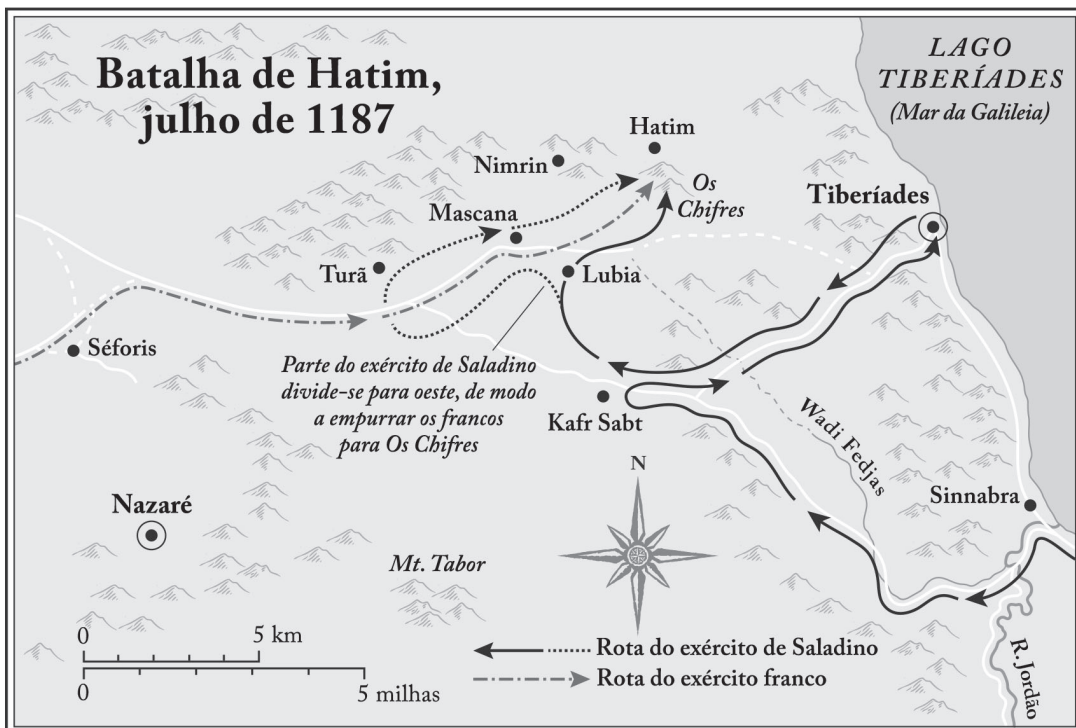 Batalha de Hatim,
julho de 1187
LAGO
TIBERÍADES
(Mar da Galileia)
Hatim
Nimrin
Os
Chifres
Tiberíades
Mascana
Turã
Lubia
Séforis
Parte do exército de Saladino
divide-se para oeste, de modo
a empurrar os francos
para Os Chifres
Kafr Sabt
Wadi Fedjas
Sinnabra
N
Nazaré
Mt. Tabor
R. Jordão
0 5 km
0 5 milhas
Rota do exército de Saladino
Rota do exército franco